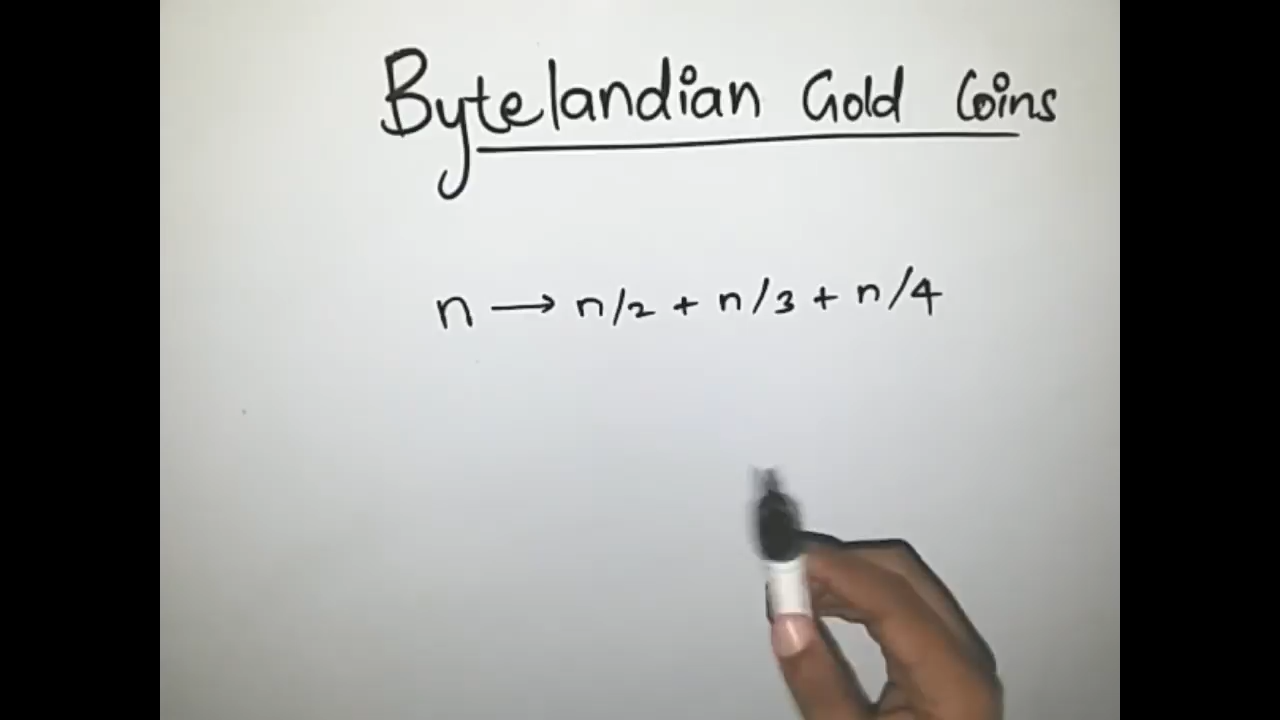 Bytelandian Gold Coins
n → n/2 + n/3 + n/4